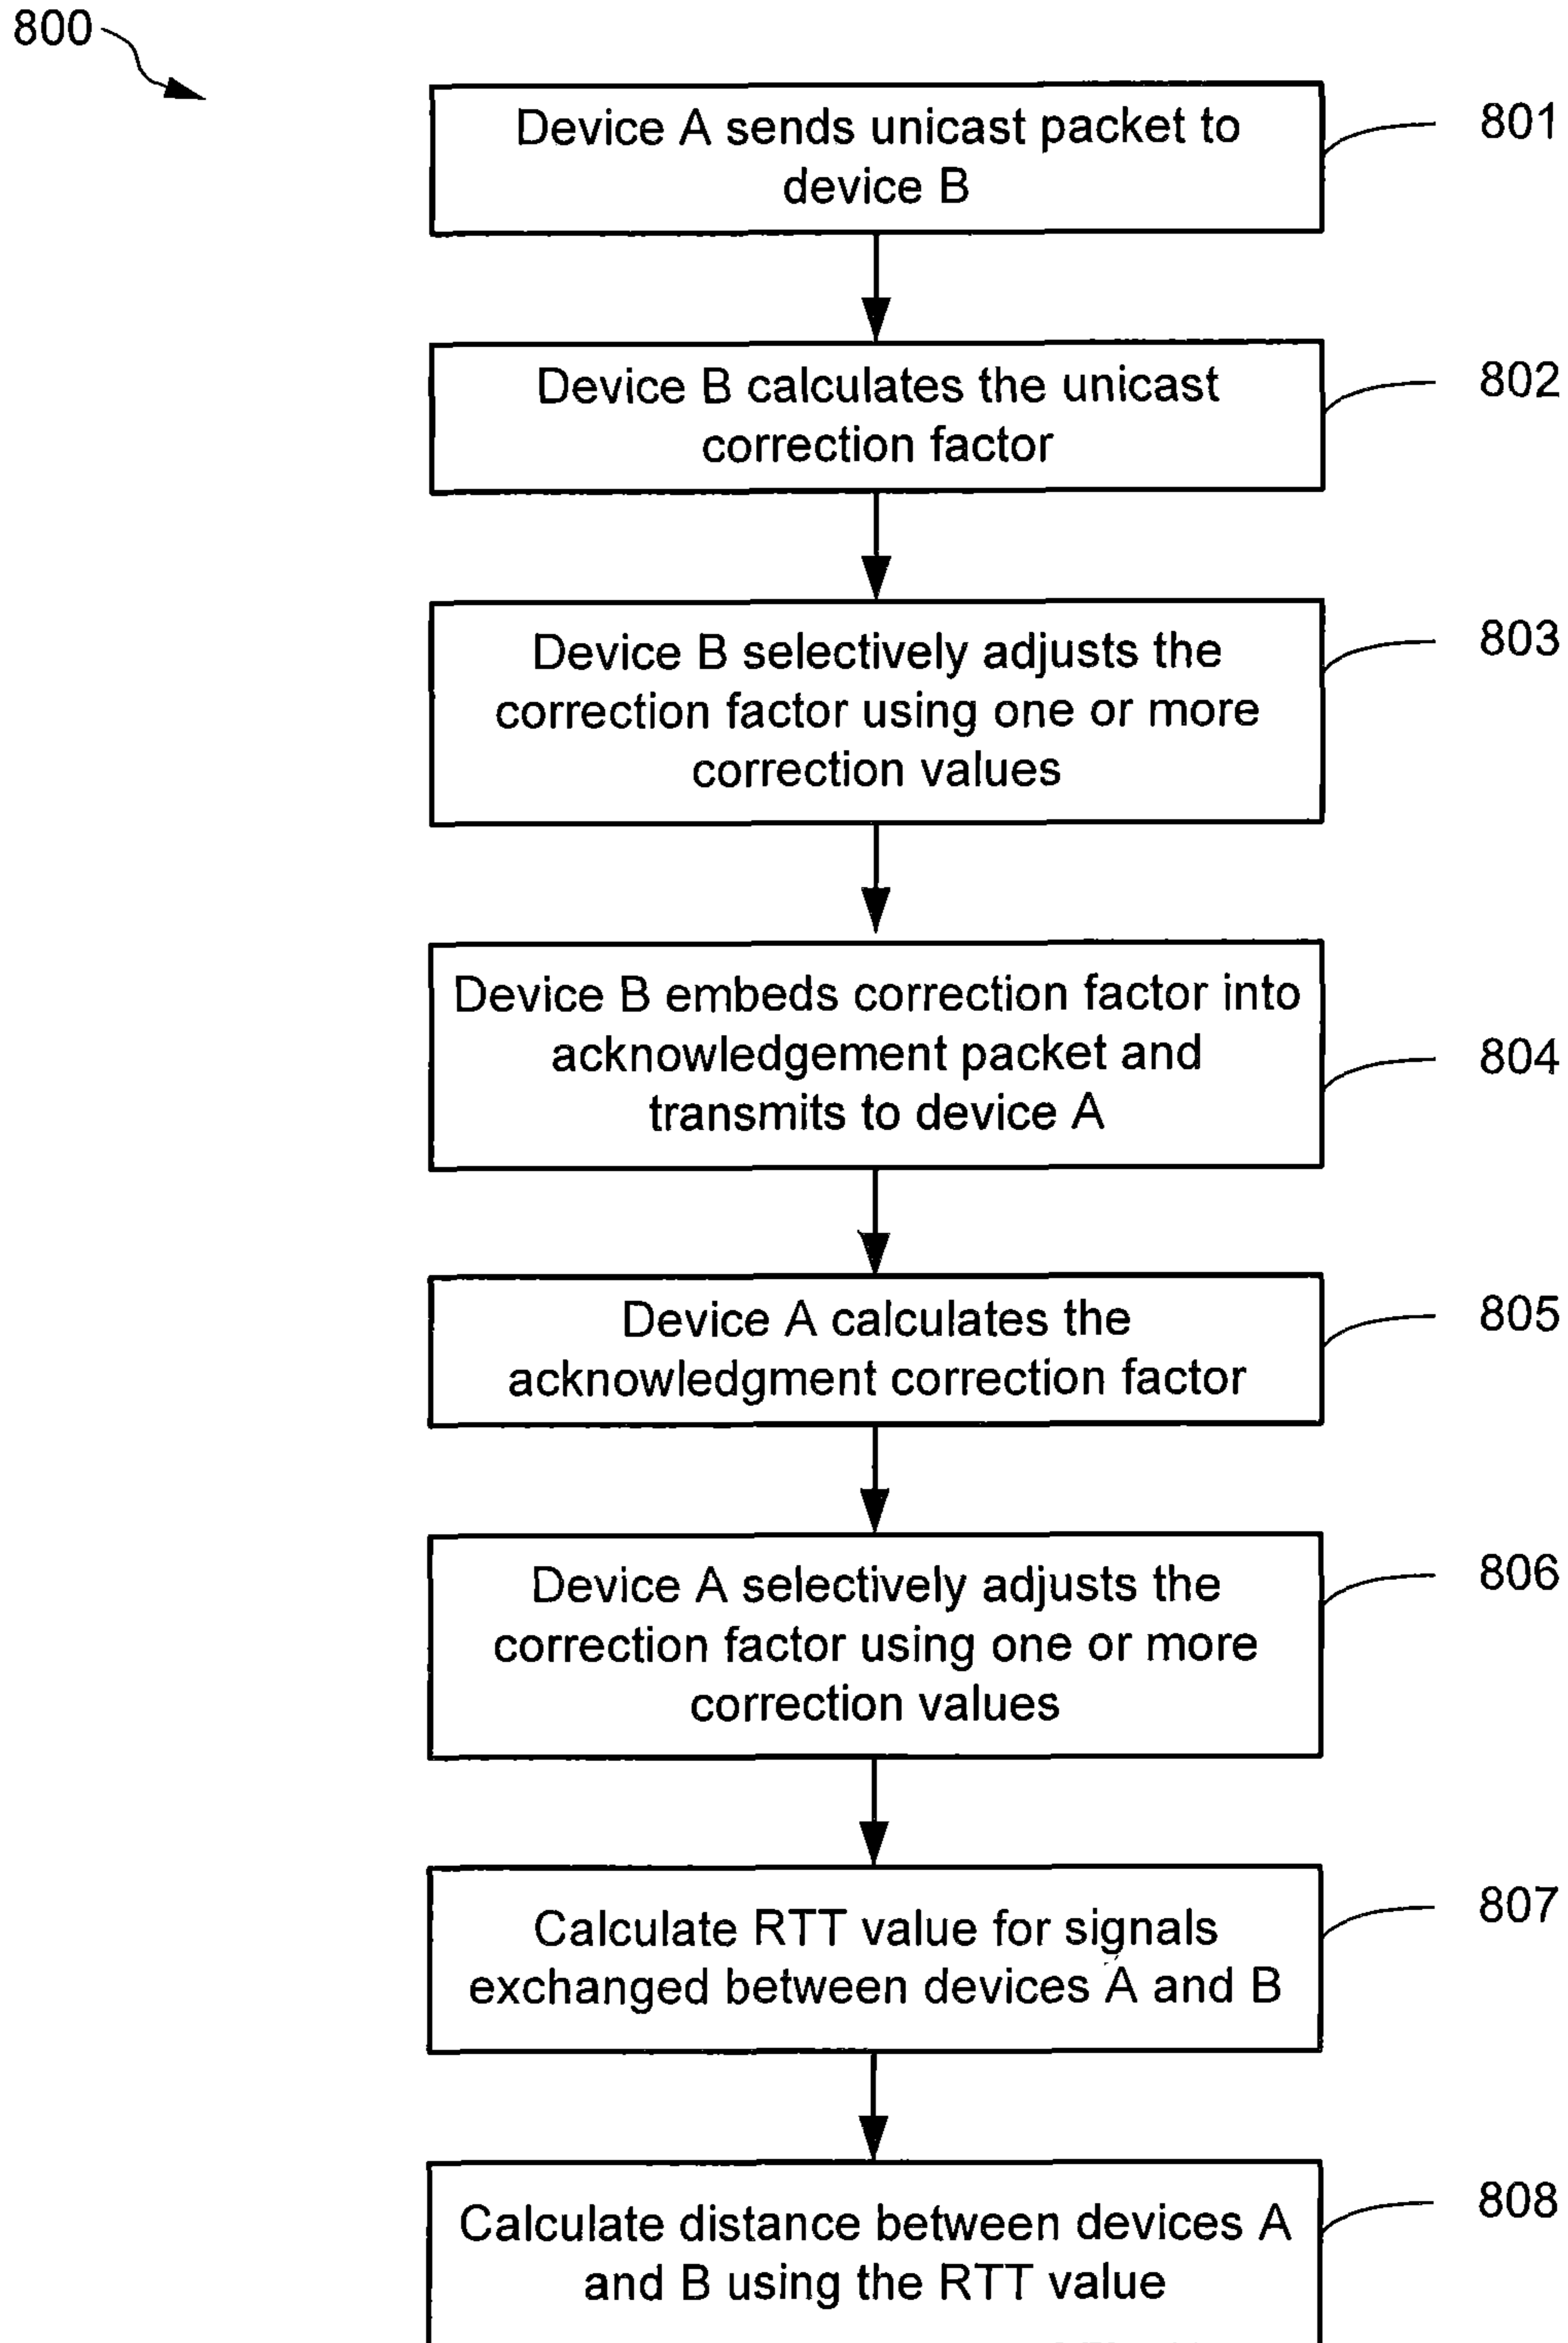 800
Device A sends unicast packet to
device B
801
Device B calculates the unicast
correction factor
802
Device B selectively adjusts the
correction factor using one or more
correction values
803
Device B embeds correction factor into
acknowledgement packet and
transmits to device A
804
Device A calculates the
acknowledgment correction factor
805
Device A selectively adjusts the
correction factor using one or more
correction values
806
Calculate RTT value for signals
exchanged between devices A and B
807
Calculate distance between devices A
and B using the RTT value
808